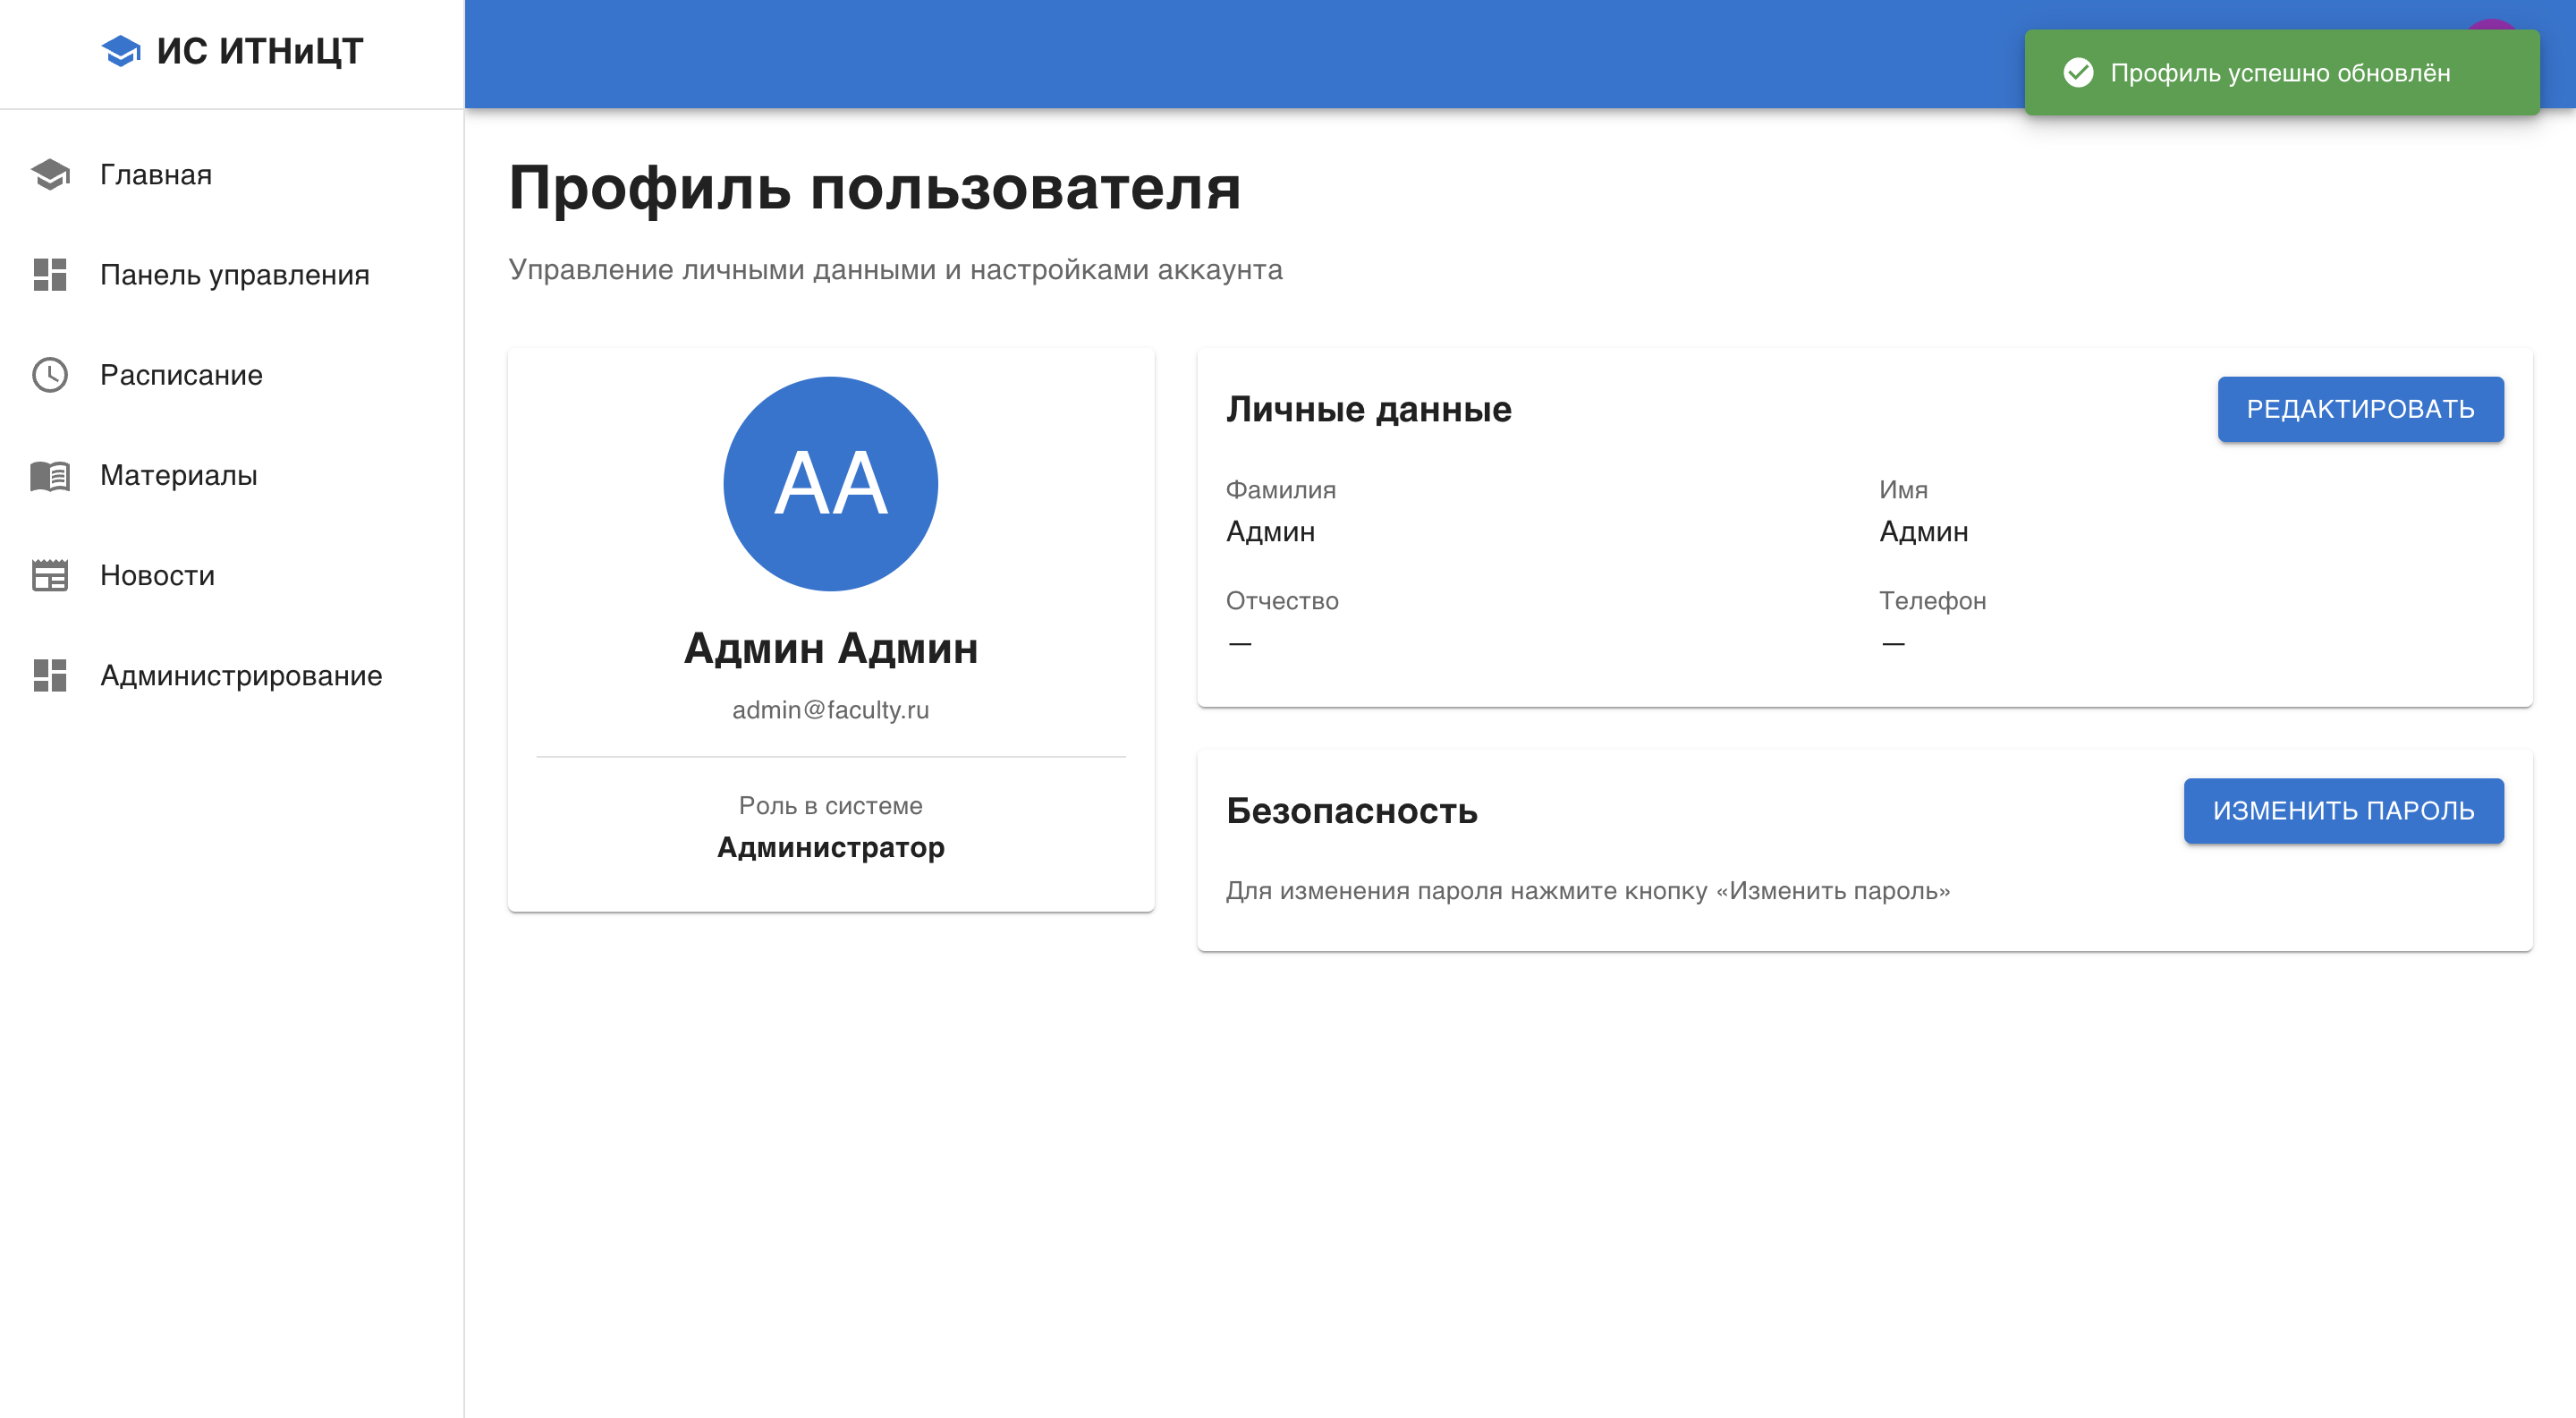 ИС ИТНиЦТ
Профиль успешно обновлён
Главная
Панель управления
Расписание
Материалы
Новости
Администрирование
Профиль пользователя
Управление личными данными и настройками аккаунта
АА
Админ Админ
admin@faculty.ru
Роль в системе
Администратор
Личные данные
РЕДАКТИРОВАТЬ
Фамилия
Админ
Имя
Админ
Отчество
—
Телефон
—
Безопасность
ИЗМЕНИТЬ ПАРОЛЬ
Для изменения пароля нажмите кнопку «Изменить пароль»